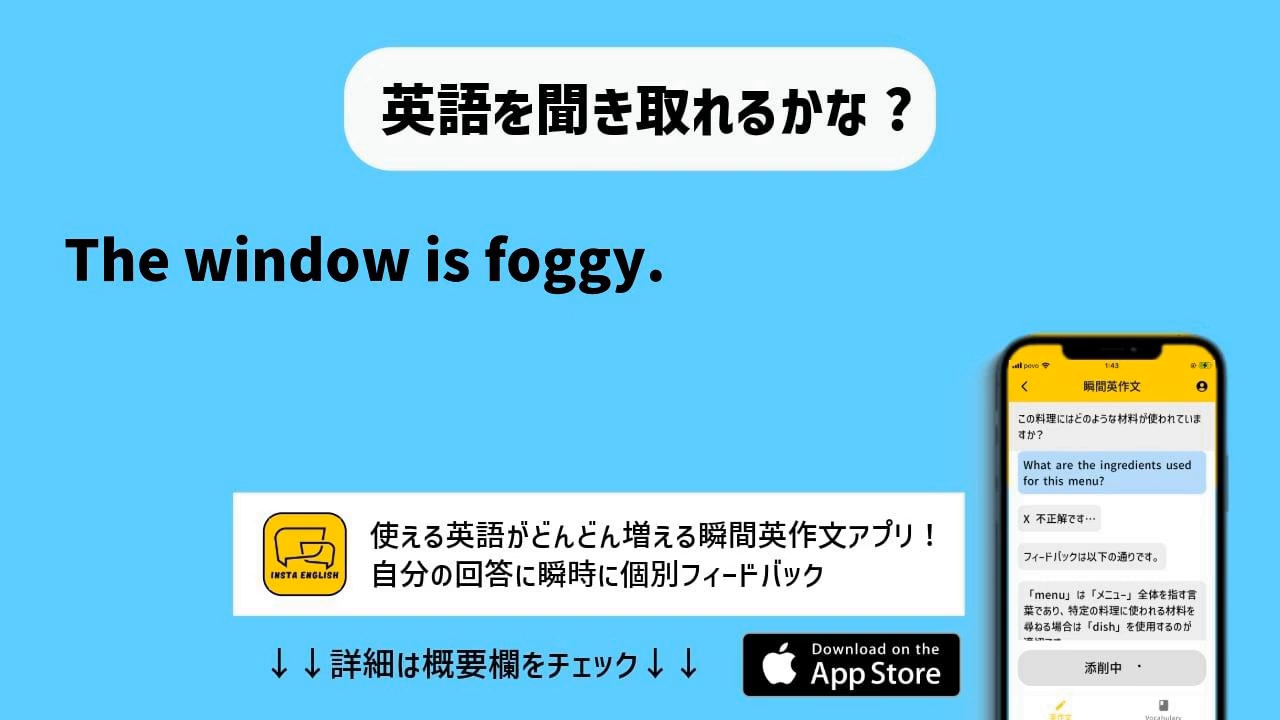 英語を聞き取れるかな？
The window is foggy.
povo
1:43
瞬間英作文
この料理にはどのような材料が使われていま
すか？
What are the ingredients used
for this menu?
X 不正解です…
フィードバックは以下の通りです。
「menu」は「メニュー」全体を指す言
葉であり、特定の料理に使われる材料を
尋ねる場合は「dish」を使用するのが
添削中
英作文
Vocabulary
INSTA ENGLISH
使える英語がどんどん増える瞬間英作文アプリ！
自分の回答に瞬時に個別フィードバック
↓↓詳細は概要欄をチェック↓↓
Download on the
App Store